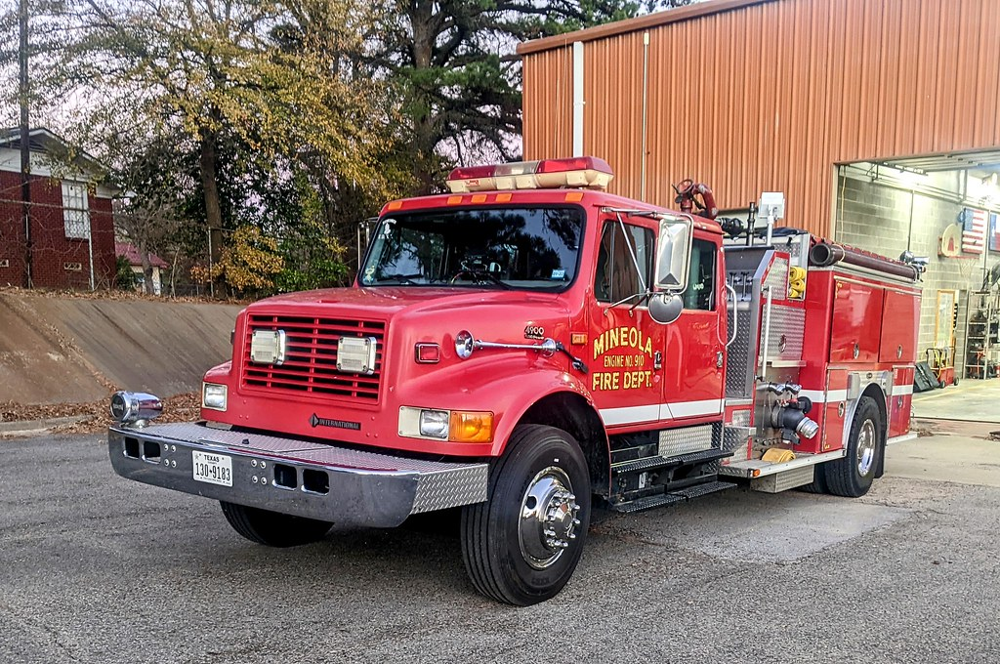 4900
MINEOLA
ENGINE NO. 910
FIRE DEPT.
INTERNATIONAL
TEXAS
130•9183